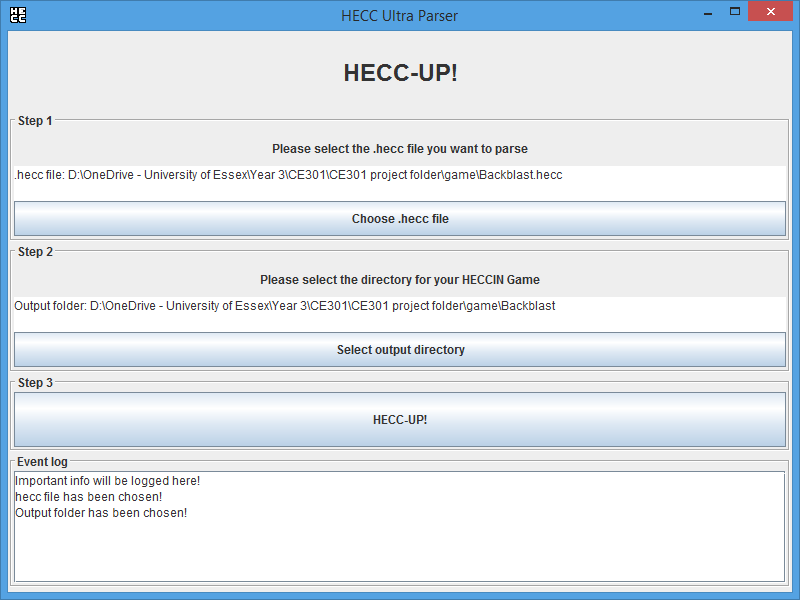 HE
CC
HECC Ultra Parser
HECC-UP!
Step 1
Please select the .hecc file you want to parse
.hecc file: D:\OneDrive - University of Essex\Year 3\CE301\CE301 project folder\game\Backblast.hecc
Choose .hecc file
Step 2
Please select the directory for your HECCIN Game
Output folder: D:\OneDrive - University of Essex\Year 3\CE301\CE301 project folder\game\Backblast
Select output directory
Step 3
HECC-UP!
Event log
Important info will be logged here!
hecc file has been chosen!
Output folder has been chosen!